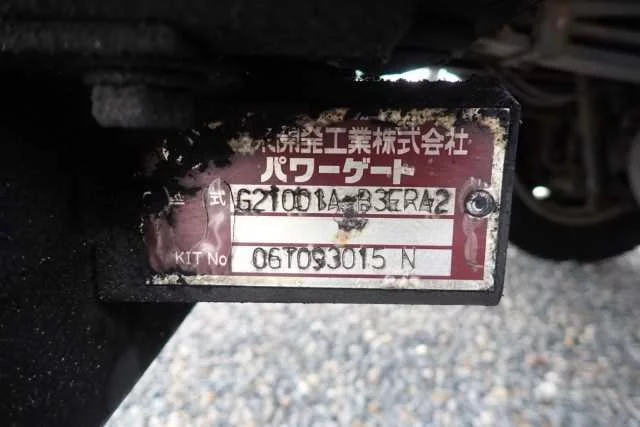 開発工業株式会社
パワーゲート
式 G21001A-B3ERA2
KIT No 06T093015 N